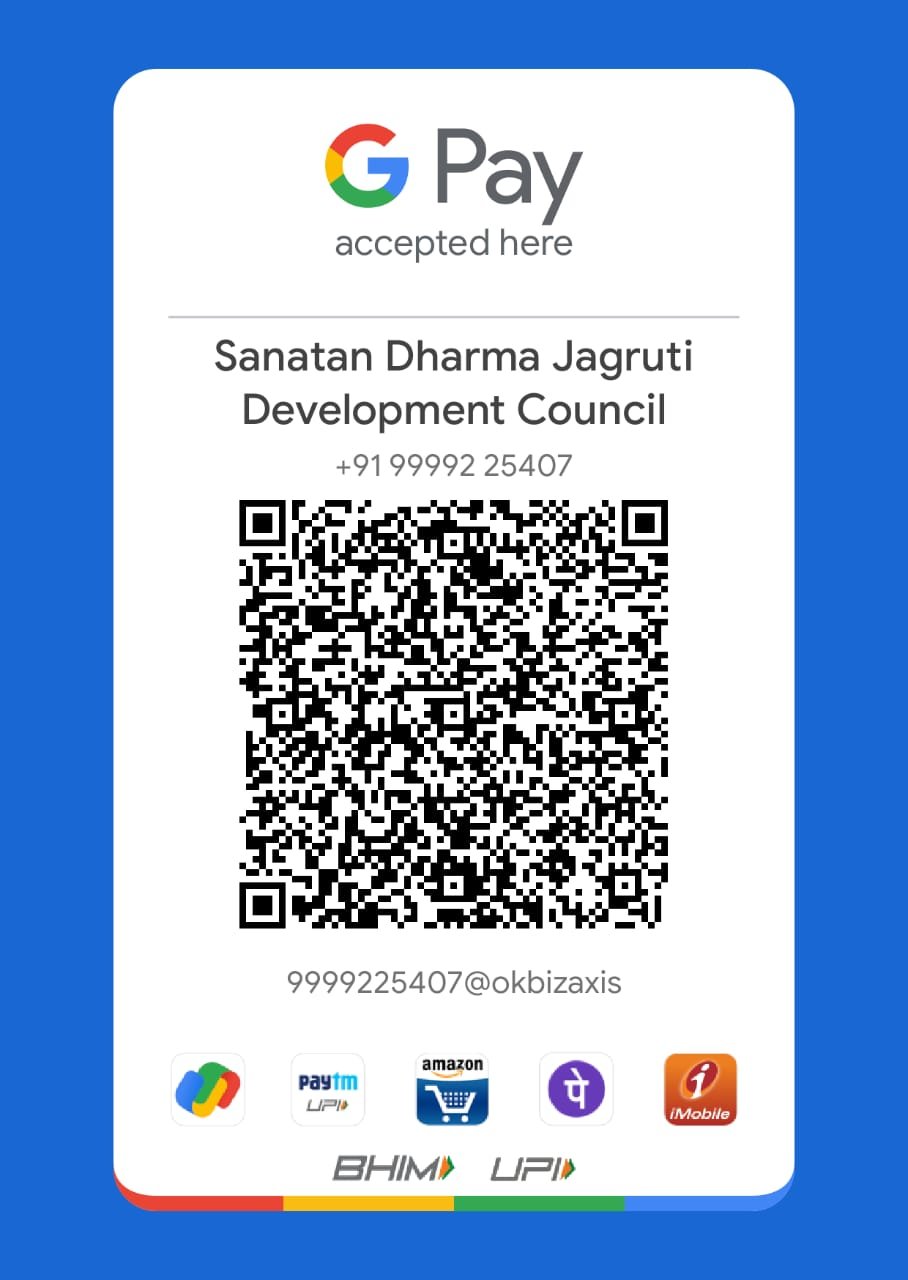 G Pay
accepted here
Sanatan Dharma Jagruti
Development Council
+91 99992 25407
9999225407@okbizaxis
paytm
UPI
amazon
पे
i
iMobile
BHIM UPI